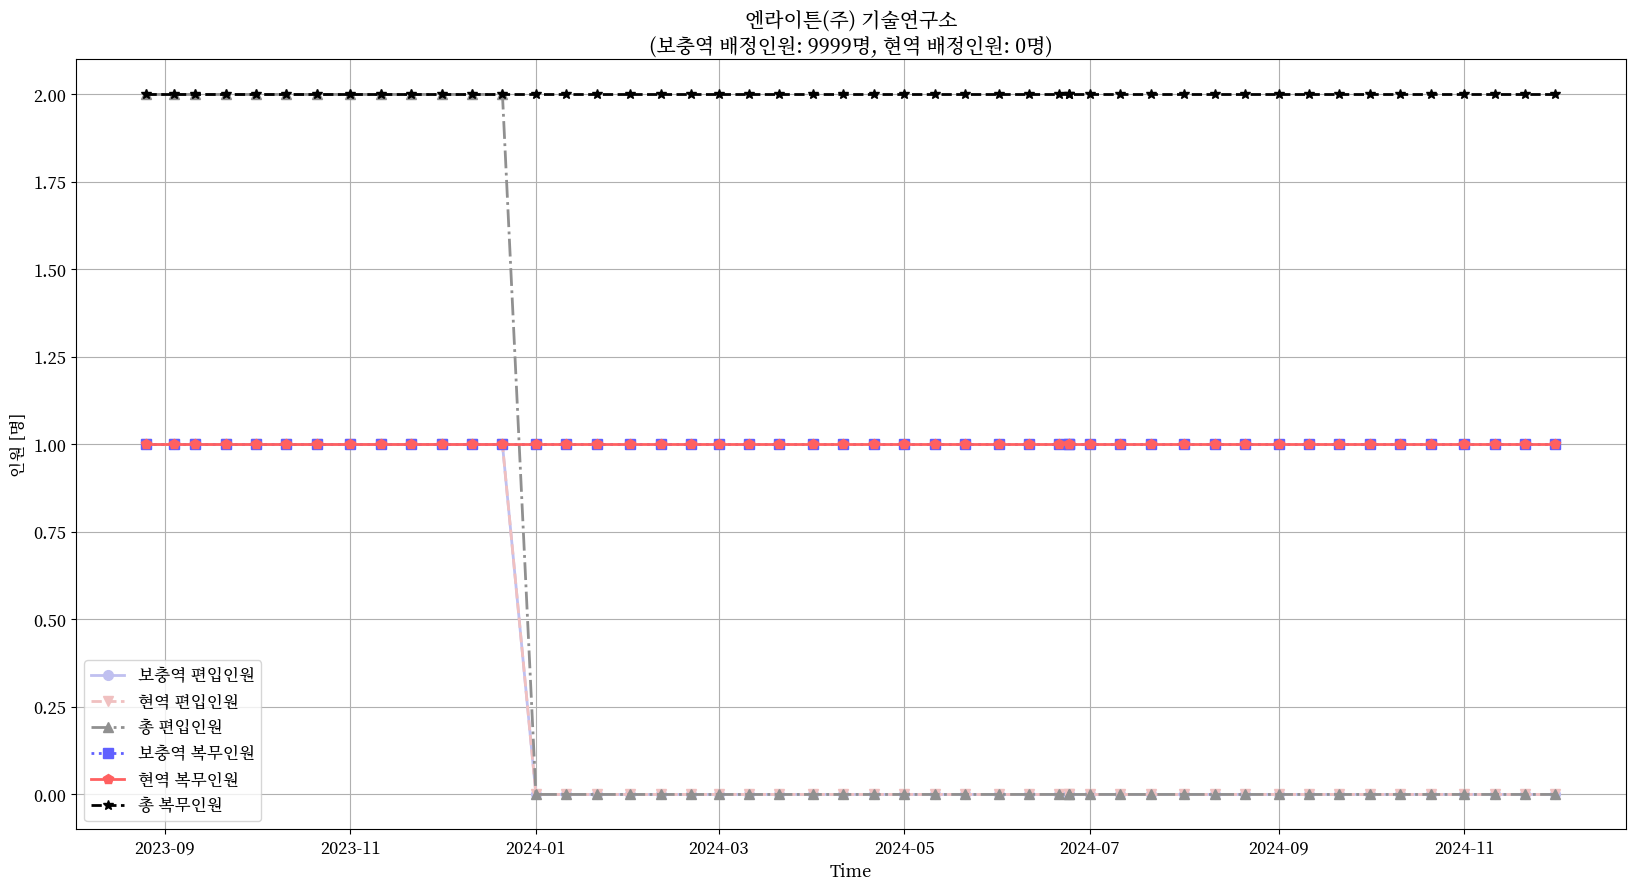 엔라이튼(주) 기술연구소
(보충역 배정인원: 9999명, 현역 배정인원: 0명)
2.00
1.75
1.50
1.25
1.00
0.75
0.50
0.25
0.00
인원 [명]
보충역 편입인원
현역 편입인원
총 편입인원
보충역 복무인원
현역 복무인원
총 복무인원
2023-09
2023-11
2024-01
2024-03
2024-05
2024-07
2024-09
2024-11
Time